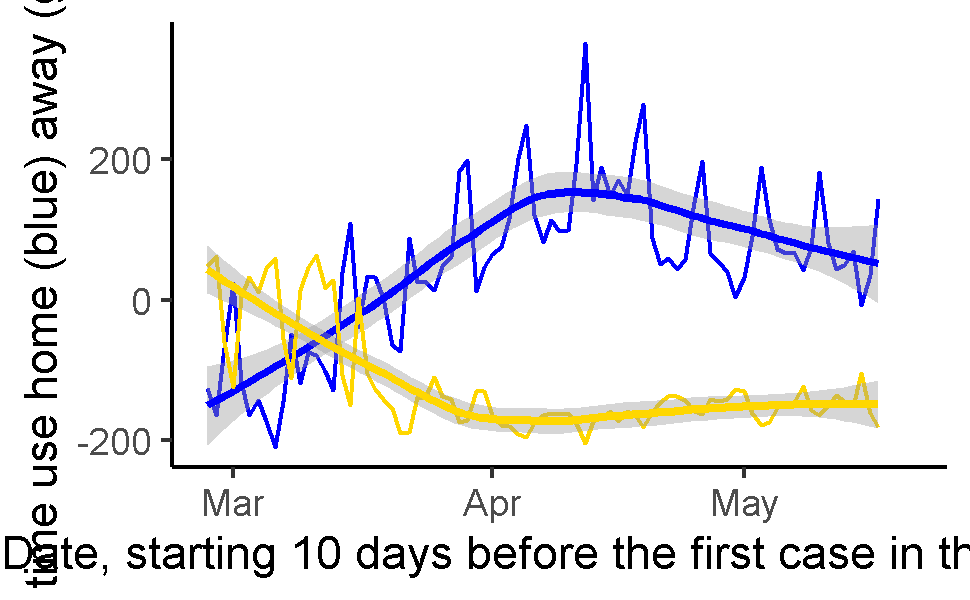 time use home (blue) away (
200
0
-200
Mar
Apr
May
Date, starting 10 days before the first case in th